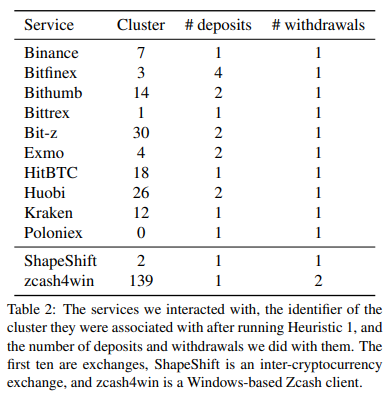 Service Cluster # deposits # withdrawals
Binance 7 1 1
Bitfinex 3 4 1
Bithumb 14 2 1
Bittrex 1 1 1
Bit-z 30 2 1
Exmo 4 2 1
HitBTC 18 1 1
Huobi 26 2 1
Kraken 12 1 1
Poloniex 0 1 1
ShapeShift 2 1 1
zcash4win 139 1 2
Table 2: The services we interacted with, the identifier of the
cluster they were associated with after running Heuristic 1, and
the number of deposits and withdrawals we did with them. The
first ten are exchanges, ShapeShift is an inter-cryptocurrency
exchange, and zcash4win is a Windows-based Zcash client.